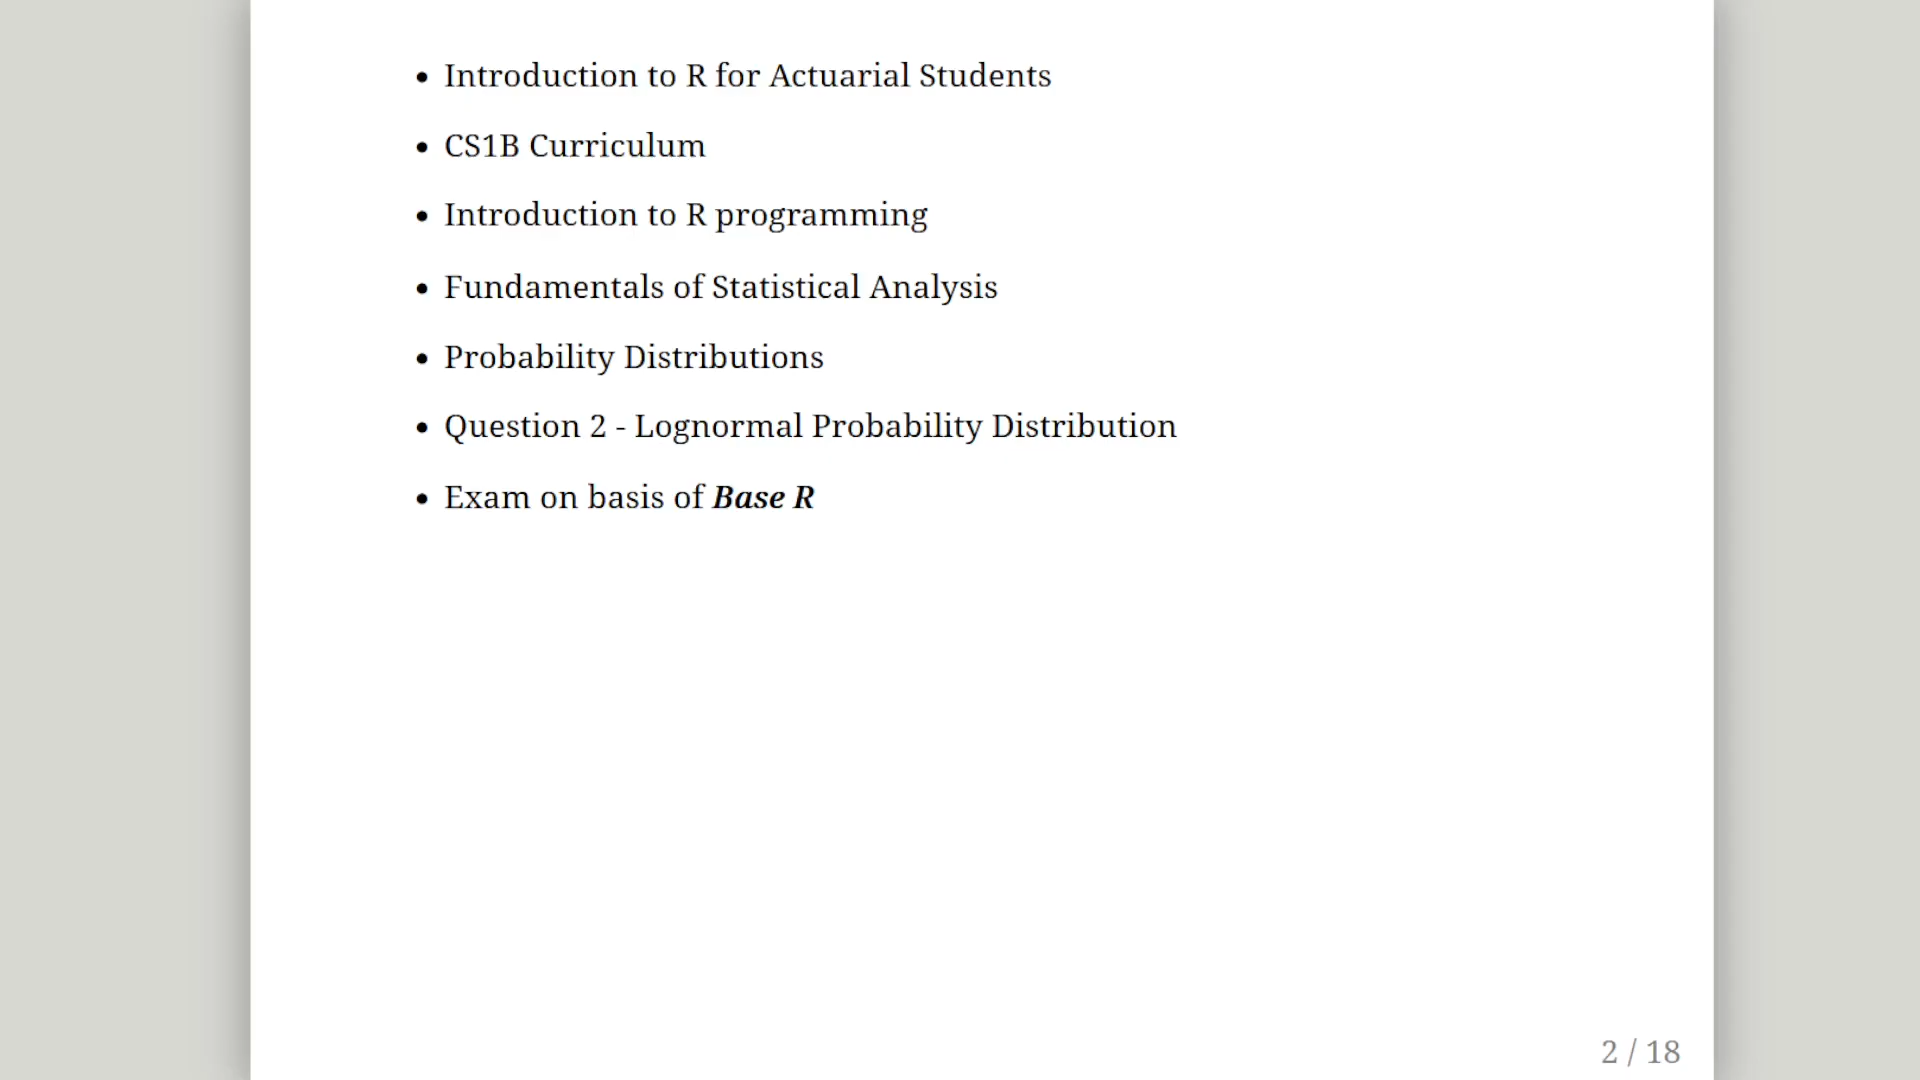 • Introduction to R for Actuarial Students
• CS1B Curriculum
• Introduction to R programming
• Fundamentals of Statistical Analysis
• Probability Distributions
• Question 2 - Lognormal Probability Distribution
• Exam on basis of Base R
2 / 18